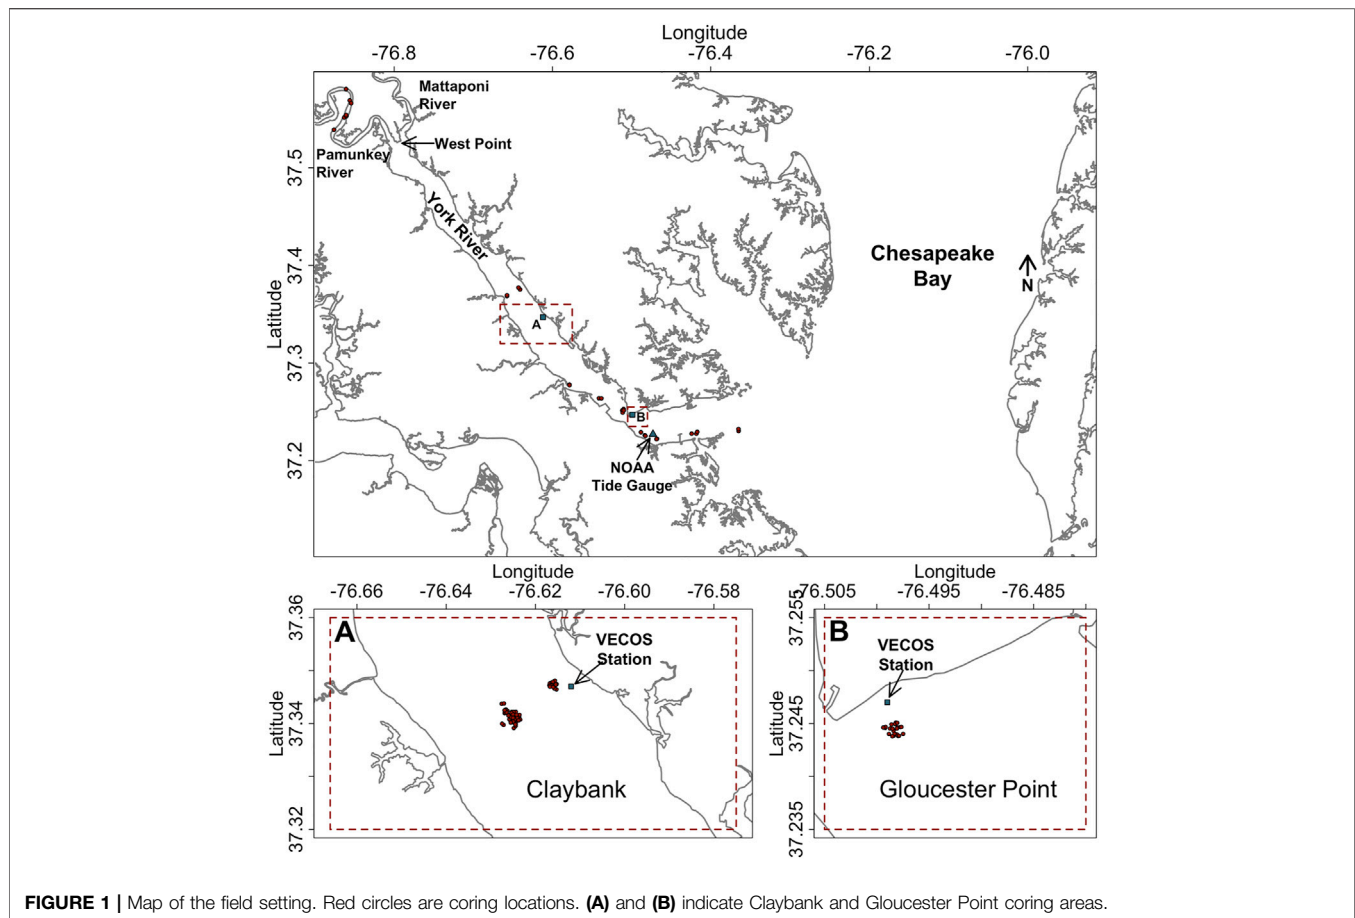 Longitude
-76.8 -76.6 -76.4 -76.2 -76.0
Mattaponi
River
West Point
Pamunkey
River
York River
Chesapeake
Bay
N
Latitude
37.5
37.4
37.3
37.2
A
B
NOAA
Tide Gauge
Longitude
-76.66 -76.64 -76.62 -76.60 -76.58
Latitude
37.36
37.34
37.32
A
VECOS
Station
Claybank
Longitude
-76.505 -76.495 -76.485
Latitude
37.255
37.245
37.235
B
VECOS
Station
Gloucester Point
FIGURE 1 | Map of the field setting. Red circles are coring locations. (A) and (B) indicate Claybank and Gloucester Point coring areas.